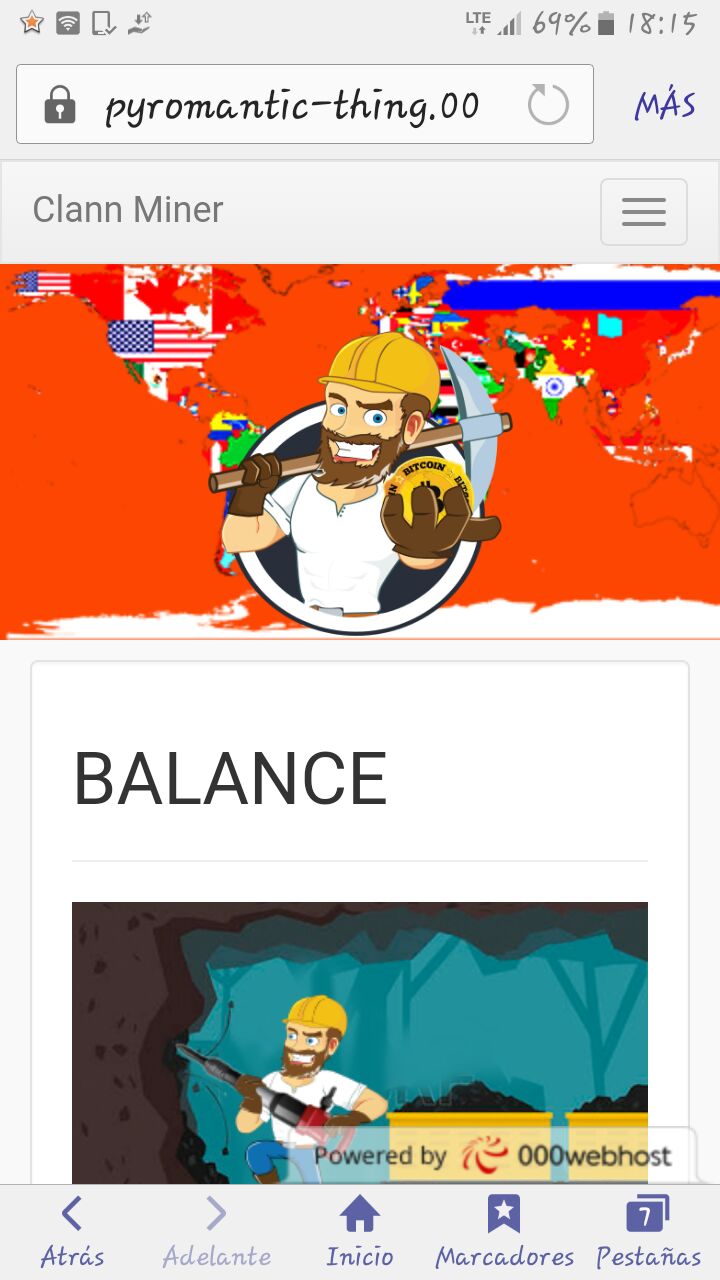 LTE 69% 18:15
pyromantic-thing.00
MÁS
Clann Miner
BITCOIN
BALANCE
Powered by 000webhost
7
Atrás Adelante Inicio Marcadores Pestañas